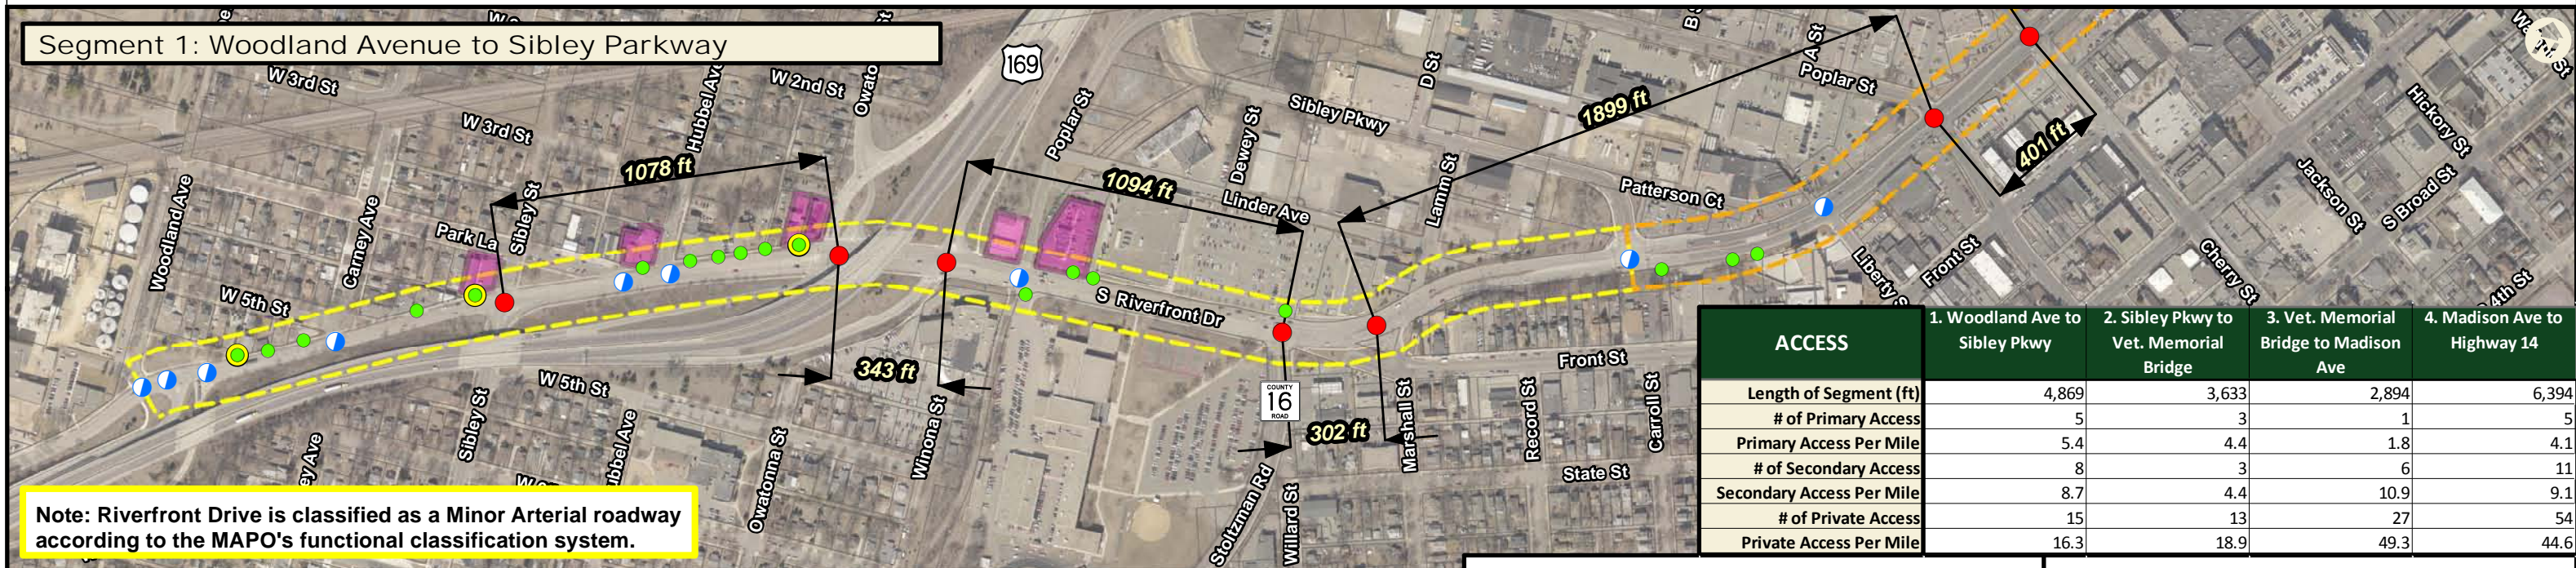 Segment 1: Woodland Avenue to Sibley Parkway
W 3rd St
W 3rd St
Hubbel Ave
W 2nd St
169
Poplar St
Dewey St
Sibley Pkwy
D St
A St
Poplar St
Hickory St
Jackson St
S Broad St
1078 ft
1094 ft
1899 ft
401 ft
Woodland Ave
Carney Ave
Park La
Sibley St
W 5th St
Linder Ave
Lamm St
Patterson Ct
Front St
Cherry St
S Riverfront Dr
343 ft
W 5th St
Sibley St
Owatonna St
Winona St
COUNTY
16
ROAD
302 ft
Stoltzman Rd
Willard St
Marshall St
Record St
Carroll St
Front St
State St
Note: Riverfront Drive is classified as a Minor Arterial roadway
according to the MAPO's functional classification system.
ACCESS
1. Woodland Ave to
Sibley Pkwy
2. Sibley Pkwy to
Vet. Memorial
Bridge
3. Vet. Memorial
Bridge to Madison
Ave
4. Madison Ave to
Highway 14
Length of Segment (ft) 4,869 3,633 2,894 6,394
# of Primary Access 5 3 1 5
Primary Access Per Mile 5.4 4.4 1.8 4.1
# of Secondary Access 8 3 6 11
Secondary Access Per Mile 8.7 4.4 10.9 9.1
# of Private Access 15 13 27 54
Private Access Per Mile 16.3 18.9 49.3 44.6